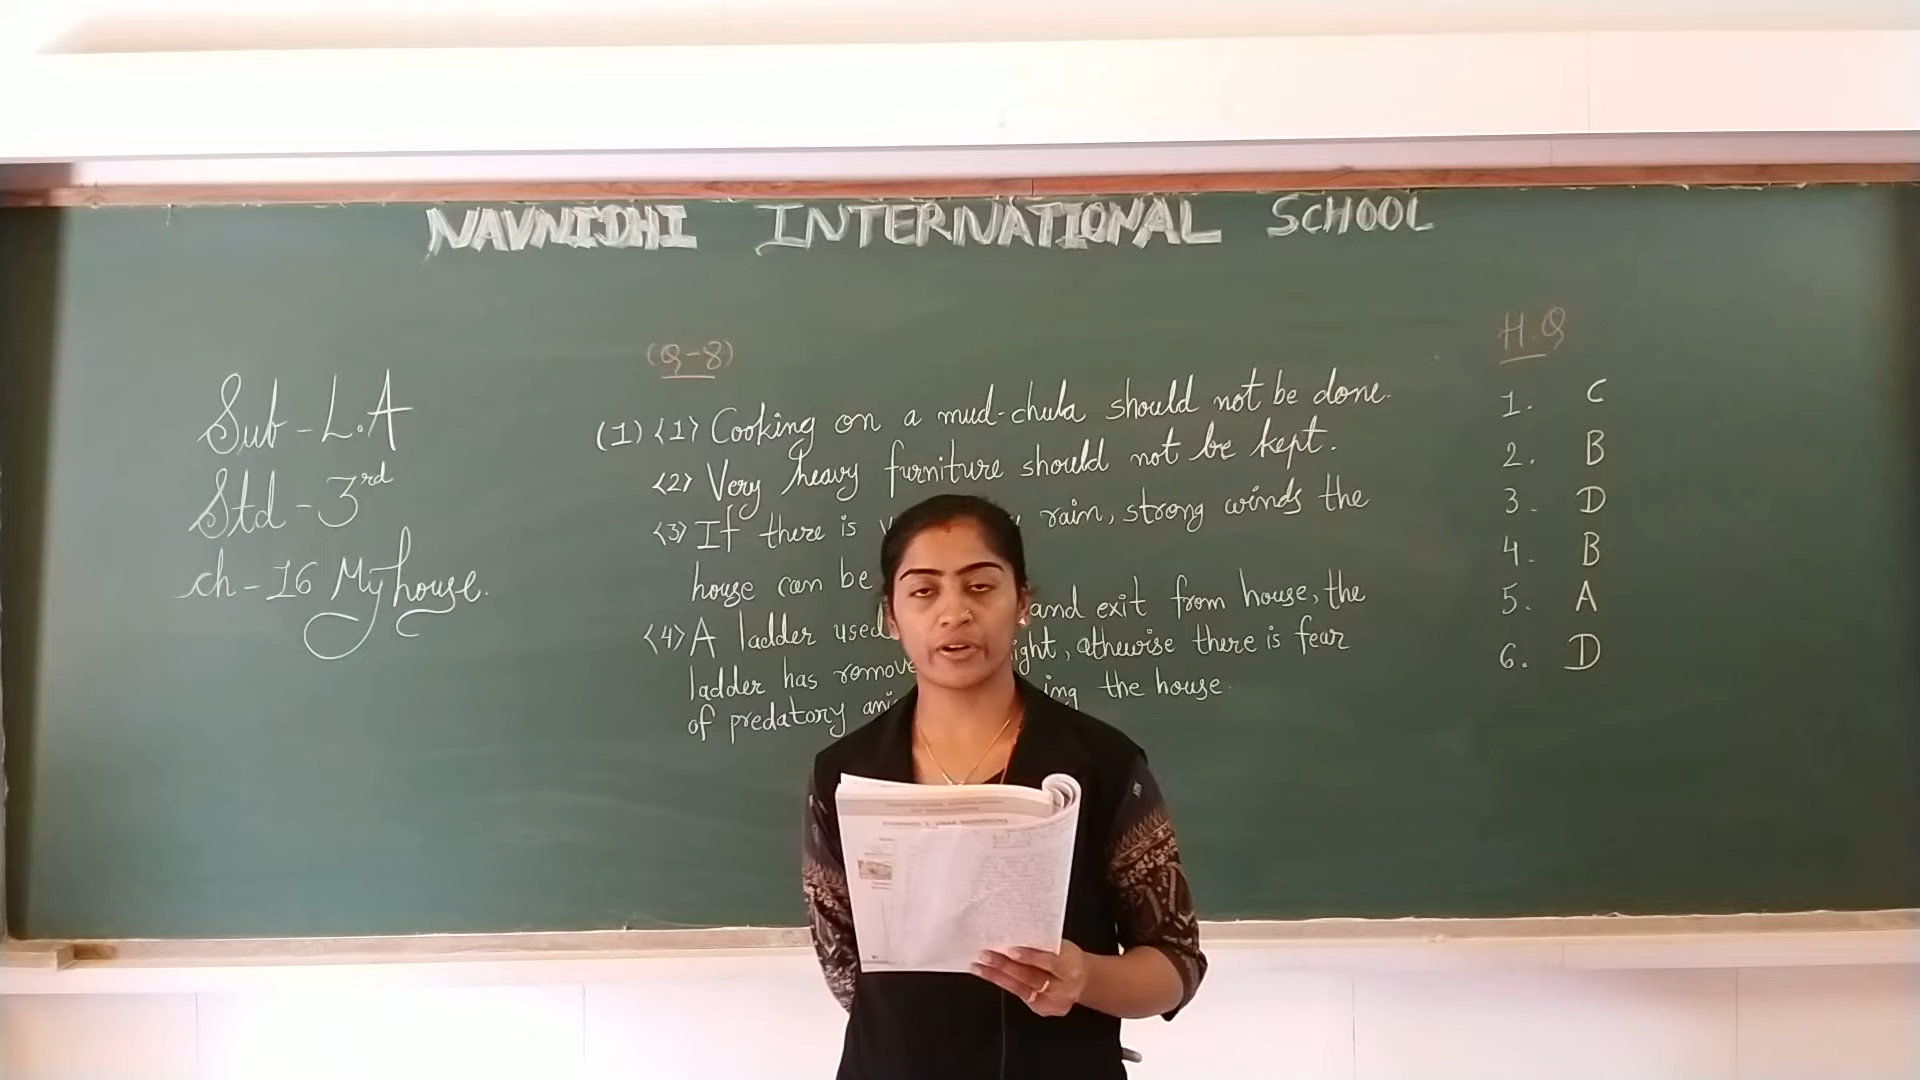 NAVNIDHI INTERNATIONAL SCHOOL
Sub - L.A
Std - 3rd
ch - 16 My house.
(Q-8)
(1) <1> Cooking on a mud-chula should not be done.
<2> Very heavy furniture should not be kept.
<3> If there is rain, strong winds the
house can be
<4> A ladder used and exit from house, the
ladder has remove , athewise there is fear
of predatory the house.
H.Q
1. C
2. B
3. D
4. B
5. A
6. D